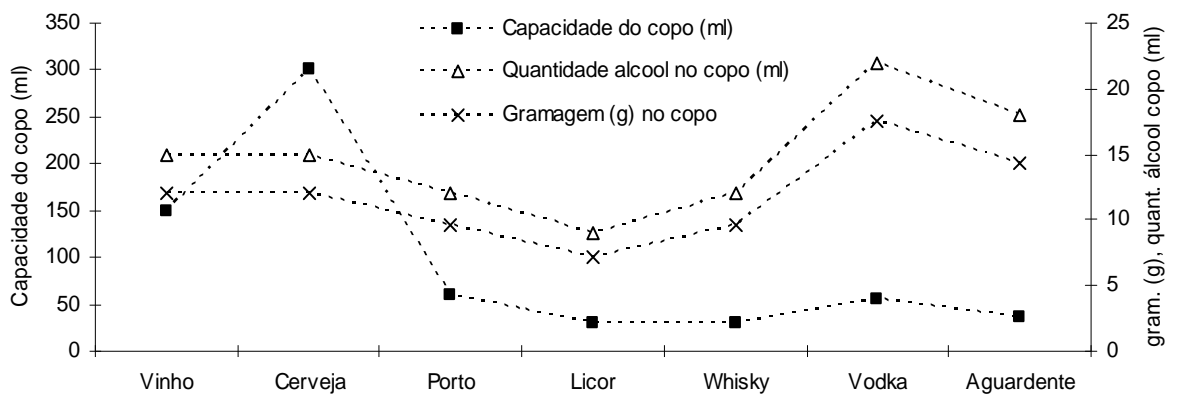 Capacidade do copo (ml)
350
300
250
200
150
100
50
0
Capacidade do copo (ml)
Quantidade alcool no copo (ml)
Gramagem (g) no copo
25
20
15
10
5
0
gram. (g), quant. álcool copo (ml)
Vinho Cerveja Porto Licor Whisky Vodka Aguardente